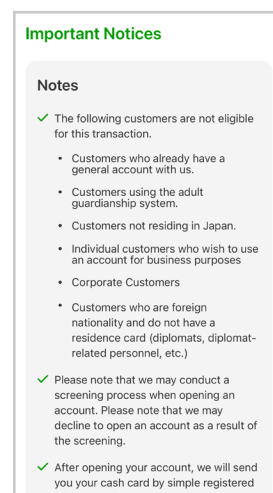 Important Notices
Notes
The following customers are not eligible
for this transaction.
• Customers who already have a
general account with us.
• Customers using the adult
guardianship system.
• Customers not residing in Japan.
• Individual customers who wish to use
an account for business purposes
• Corporate Customers
• Customers who are foreign
nationality and do not have a
residence card (diplomats, diplomat-
related personnel, etc.)
Please note that we may conduct a
screening process when opening an
account. Please note that we may
decline to open an account as a result of
the screening.
After opening your account, we will send
you your cash card by simple registered